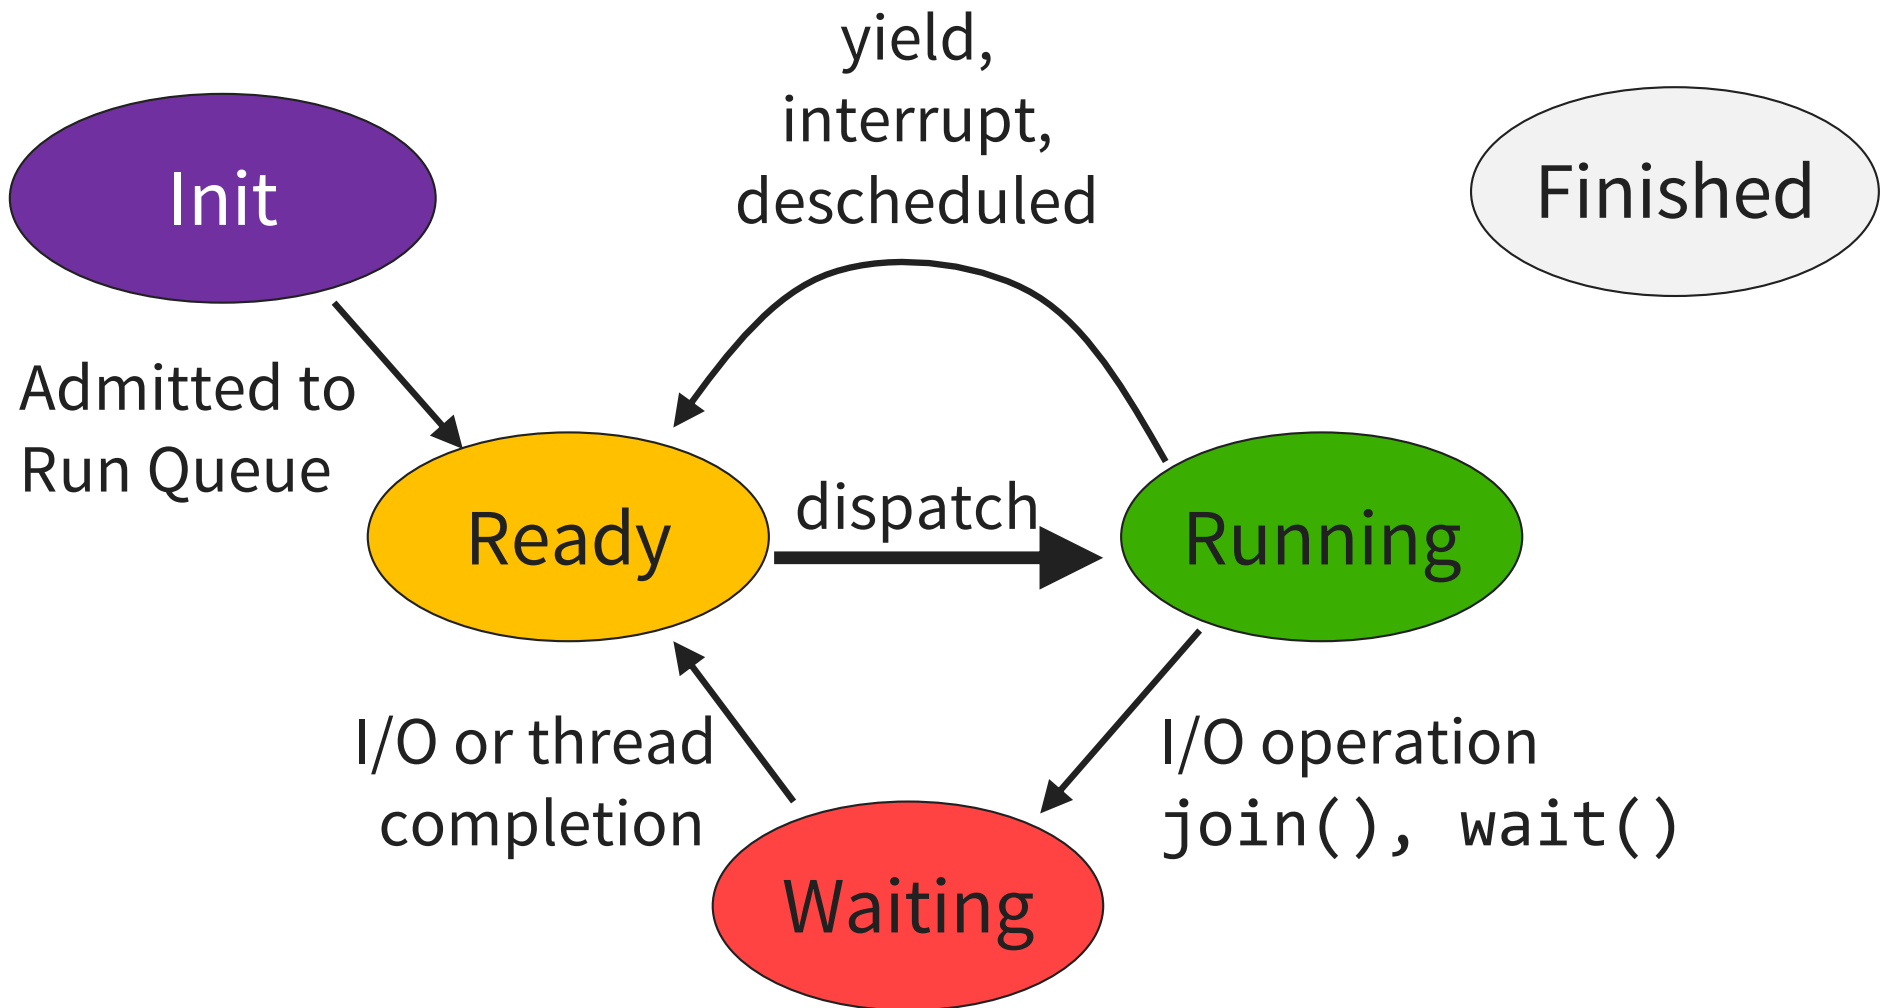 yield,
interrupt,
descheduled
Init
Finished
Admitted to
Run Queue
Ready
dispatch
Running
I/O or thread
completion
I/O operation
join(), wait()
Waiting